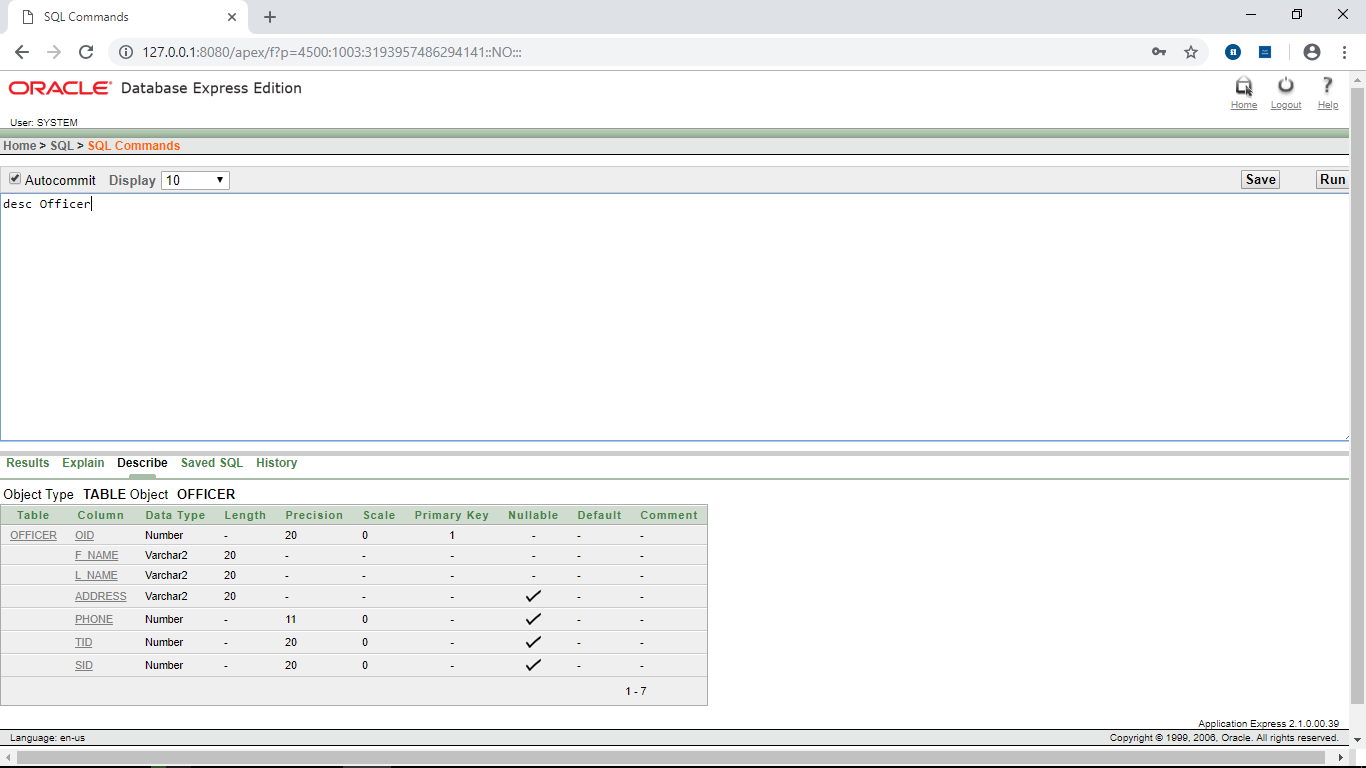 SQL Commands
127.0.0.1:8080/apex/f?p=4500:1003:3193957486294141::NO:::
ORACLE Database Express Edition
Home Logout Help
User: SYSTEM
Home > SQL > SQL Commands
Autocommit Display 10 Save Run
desc Officer
Results Explain Describe Saved SQL History
Object Type TABLE Object OFFICER
Table Column Data Type Length Precision Scale Primary Key Nullable Default Comment
OFFICER OID Number - 20 0 1 - - -
F_NAME Varchar2 20 - - - - - -
L_NAME Varchar2 20 - - - - - -
ADDRESS Varchar2 20 - - - ✓ - -
PHONE Number - 11 0 - ✓ - -
TID Number - 20 0 - ✓ - -
SID Number - 20 0 - ✓ - -
1 - 7
Application Express 2.1.0.00.39
Language: en-us Copyright © 1999, 2006, Oracle. All rights reserved.